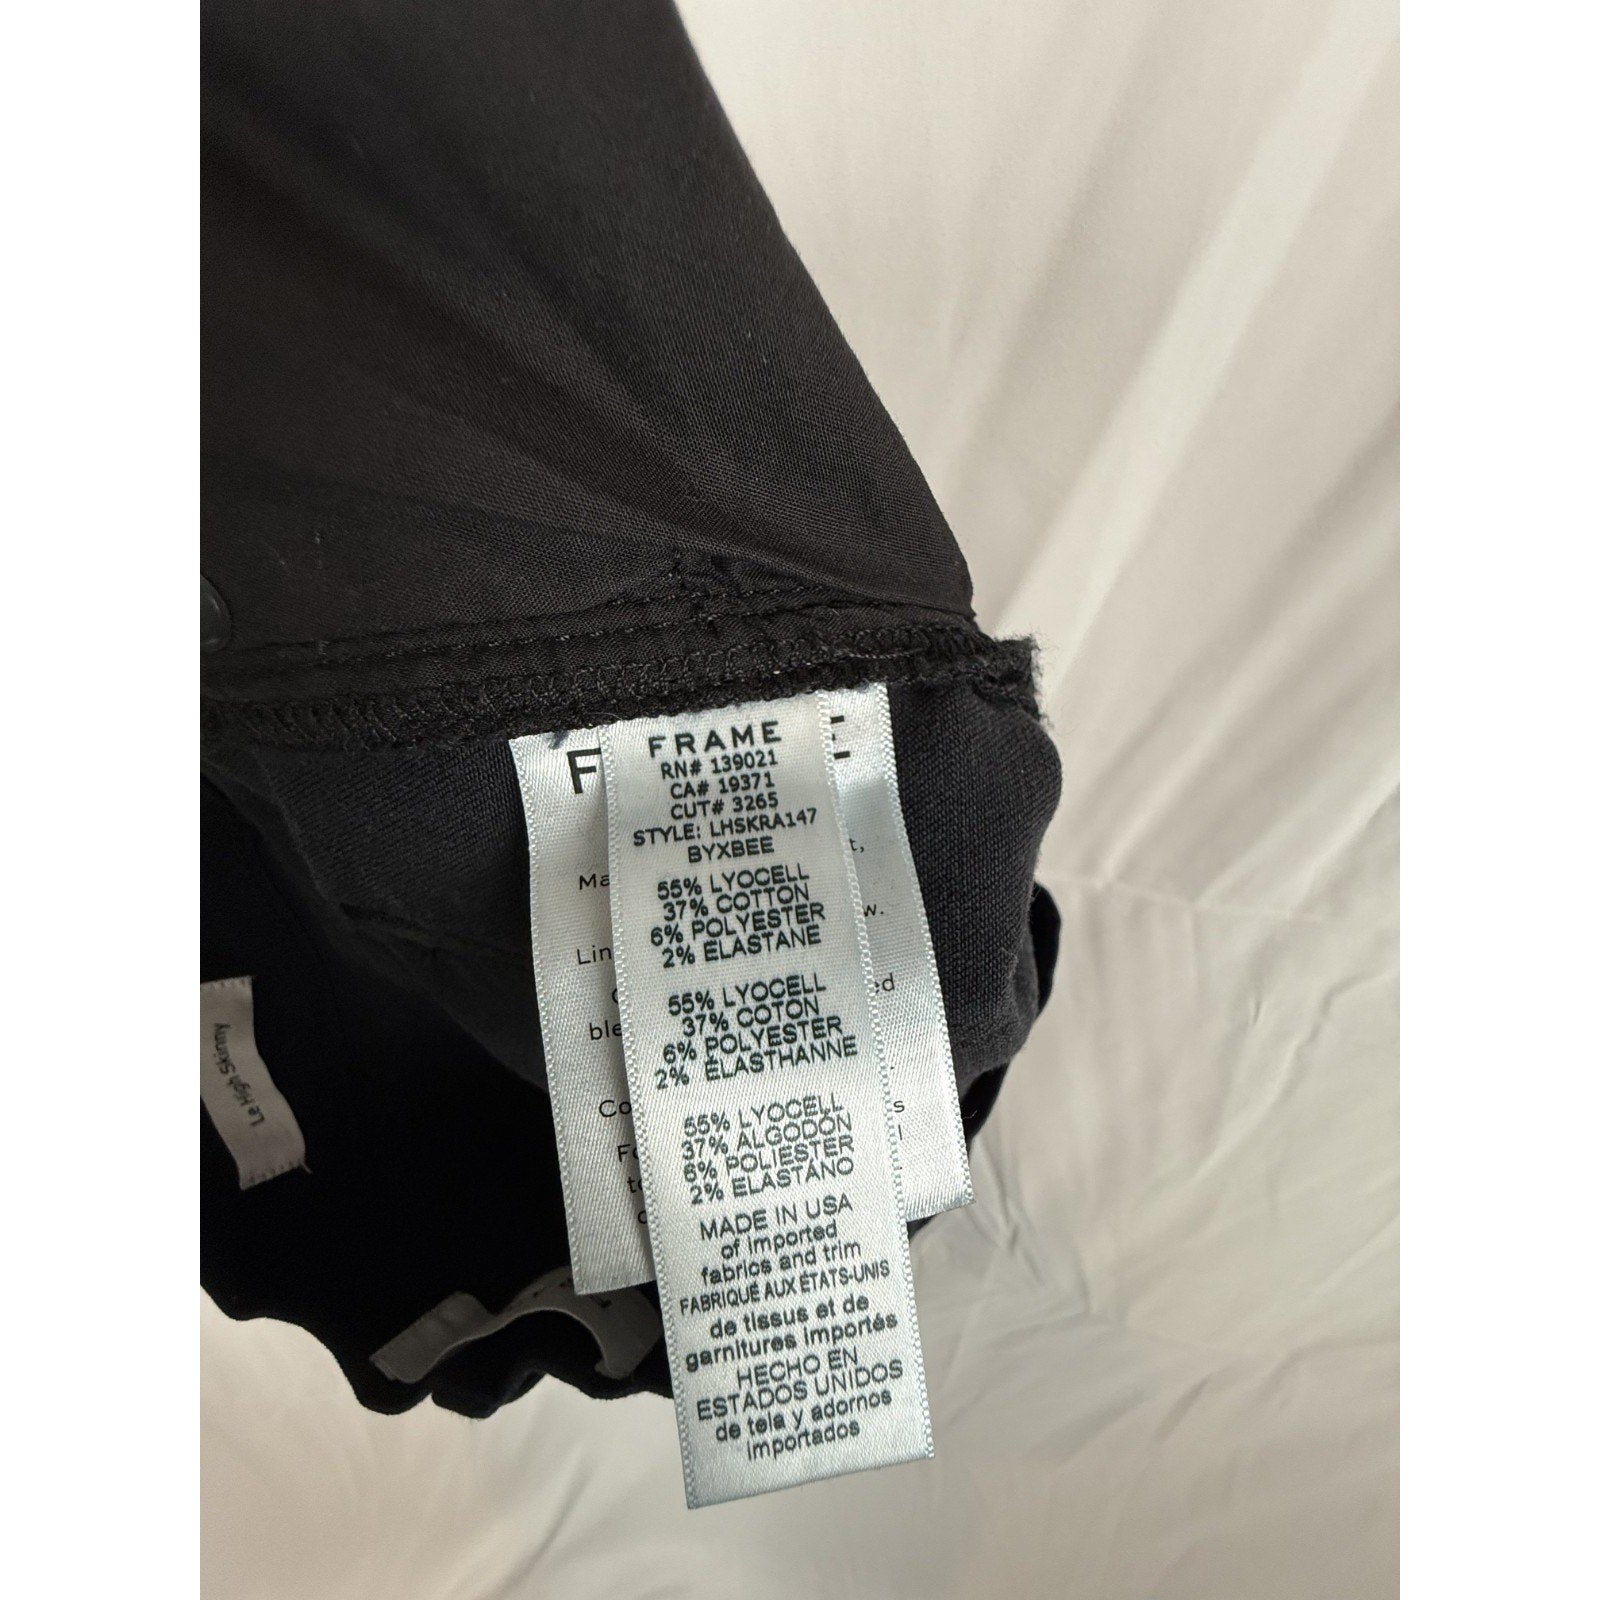 FRAME
RN# 139021
CA# 19371
CUT# 3265
STYLE: LHSKRA147
BYXBEE
55% LYOCELL
37% COTTON
6% POLYESTER
2% ELASTANE
55% LYOCELL
37% COTON
6% POLYESTER
2% ÉLASTHANNE
55% LYOCELL
37% ALGODÓN
6% POLIÉSTER
2% ELASTANO
MADE IN USA
of imported
fabrics and trim
FABRIQUÉ AUX ÉTATS-UNIS
de tissus et de
garnitures importés
HECHO EN
ESTADOS UNIDOS
de tela y adornos
importados
Le High Skinny